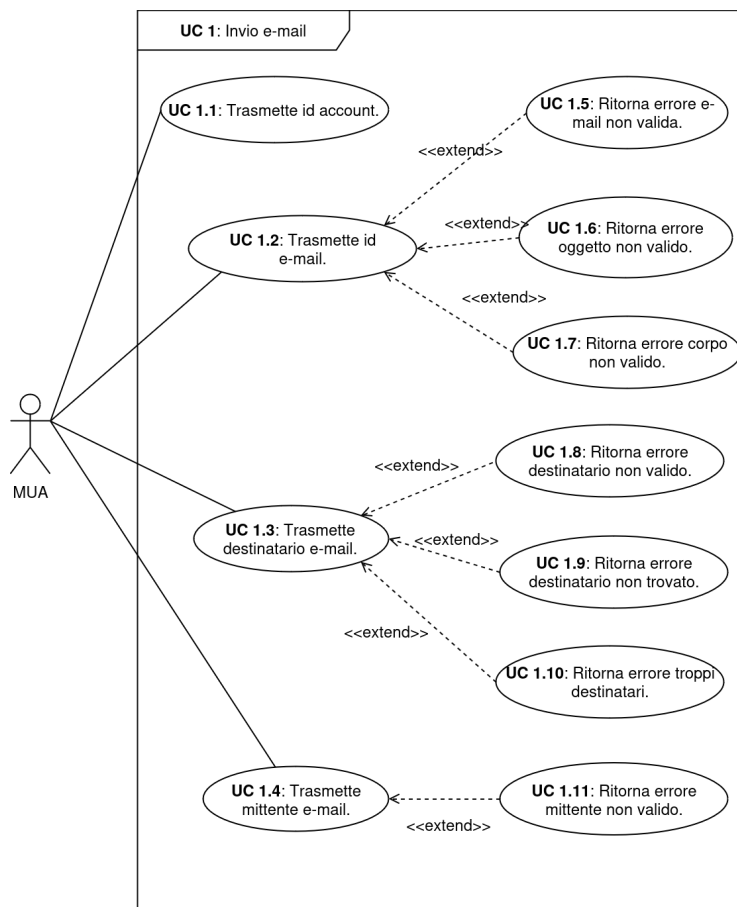 UC 1: Invio e-mail
UC 1.1: Trasmette id account.
UC 1.5: Ritorna errore e-
mail non valida.
<<extend>>
UC 1.2: Trasmette id
e-mail.
<<extend>>
UC 1.6: Ritorna errore
oggetto non valido.
<<extend>>
UC 1.7: Ritorna errore corpo
non valido.
MUA
UC 1.3: Trasmette
destinatario e-mail.
<<extend>>
UC 1.8: Ritorna errore
destinatario non valido.
<<extend>>
UC 1.9: Ritorna errore
destinatario non trovato.
<<extend>>
UC 1.10: Ritorna errore troppi
destinatari.
UC 1.4: Trasmette
mittente e-mail.
<<extend>>
UC 1.11: Ritorna errore
mittente non valido.